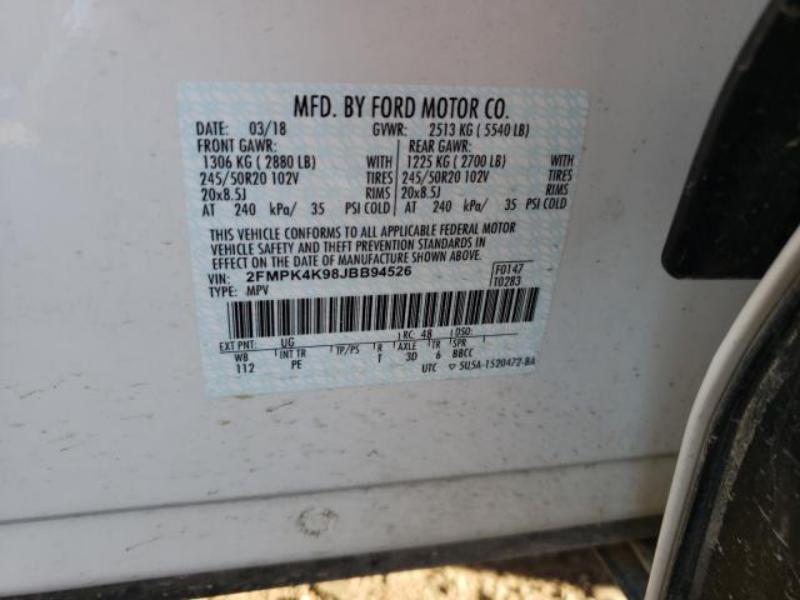 MFD. BY FORD MOTOR CO.
DATE: 03/18 GVWR: 2513 KG ( 5540 LB)
FRONT GAWR: REAR GAWR:
1306 KG ( 2880 LB) WITH 1225 KG ( 2700 LB) WITH
245/50R20 102V TIRES 245/50R20 102V TIRES
20x8.5J RIMS 20x8.5J RIMS
AT 240 kPa/ 35 PSI COLD AT 240 kPa/ 35 PSI COLD
THIS VEHICLE CONFORMS TO ALL APPLICABLE FEDERAL MOTOR
VEHICLE SAFETY AND THEFT PREVENTION STANDARDS IN
EFFECT ON THE DATE OF MANUFACTURE SHOWN ABOVE.
VIN: 2FMPK4K98JBB94526 F0147
TYPE: MPV T0283
EXT PNT: UG RC: 48 DSO:
WB INT TR TP/PS R AXLE TR SPR
112 PE T 3D 6 BBCC
UTC ▽ 5U5A-1520472-BA